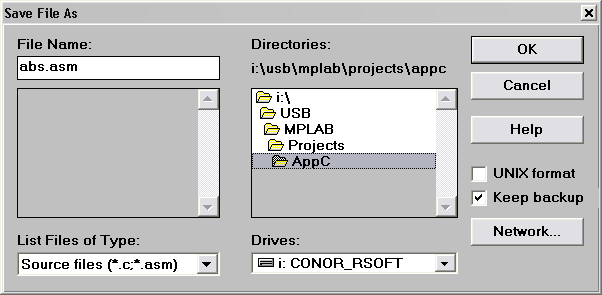 Save File As
File Name:
abs.asm
List Files of Type:
Source files (*.c;*.asm)
Directories:
i:\usb\mplab\projects\appc
i:\
USB
MPLAB
Projects
AppC
Drives:
i: CONOR_RSOFT
OK
Cancel
Help
UNIX format
Keep backup
Network...